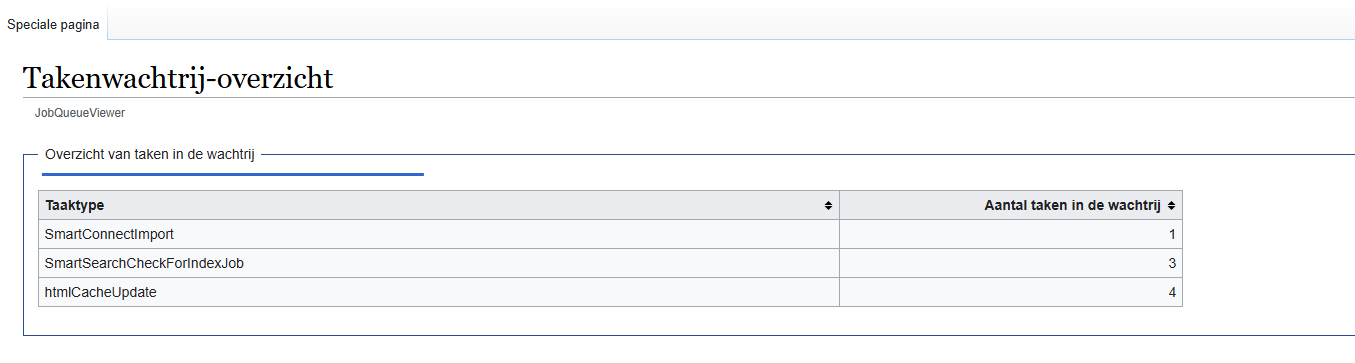 Speciale pagina
Takenwachtrij-overzicht
JobQueueViewer
Overzicht van taken in de wachtrij
Taaktype Aantal taken in de wachtrij
SmartConnectImport 1
SmartSearchCheckForIndexJob 3
htmlCacheUpdate 4